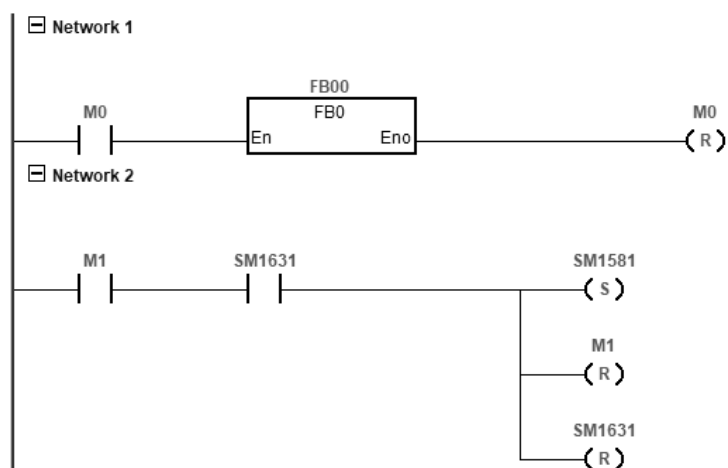 Network 1
FB00
M0
FB0
M0
En
Eno
R
Network 2
M1
SM1631
SM1581
S
M1
R
SM1631
R